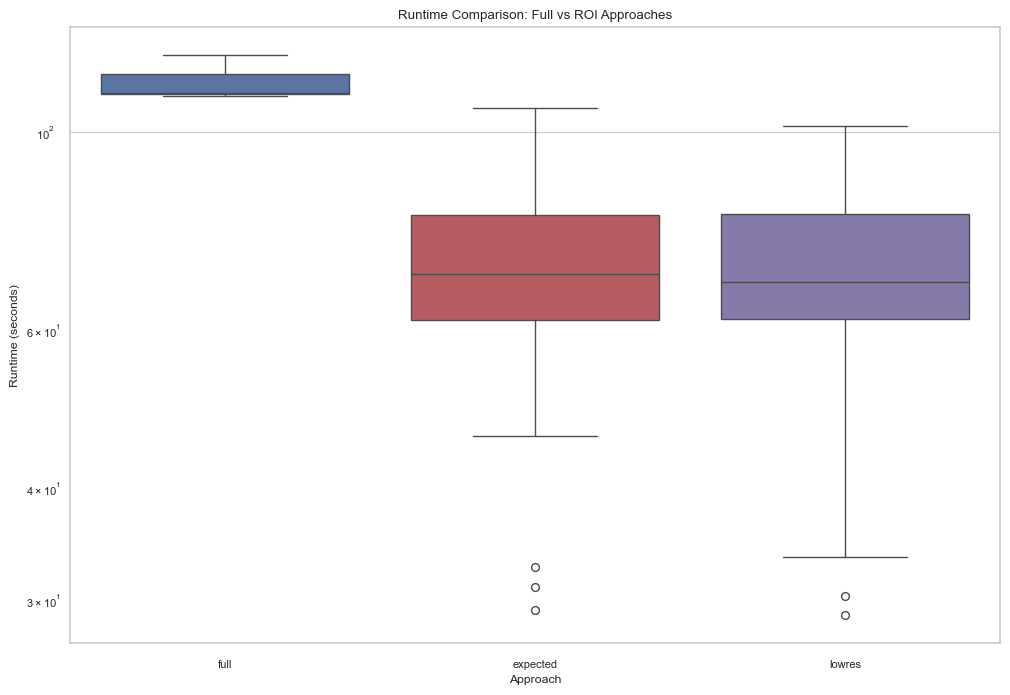 Runtime Comparison: Full vs ROI Approaches
Runtime (seconds)
10²
6 × 10¹
4 × 10¹
3 × 10¹
full expected lowres
Approach